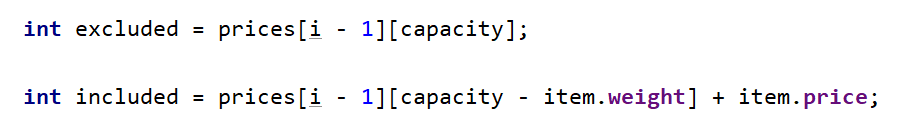 int excluded = prices[i - 1][capacity];
int included = prices[i - 1][capacity - item.weight] + item.price;